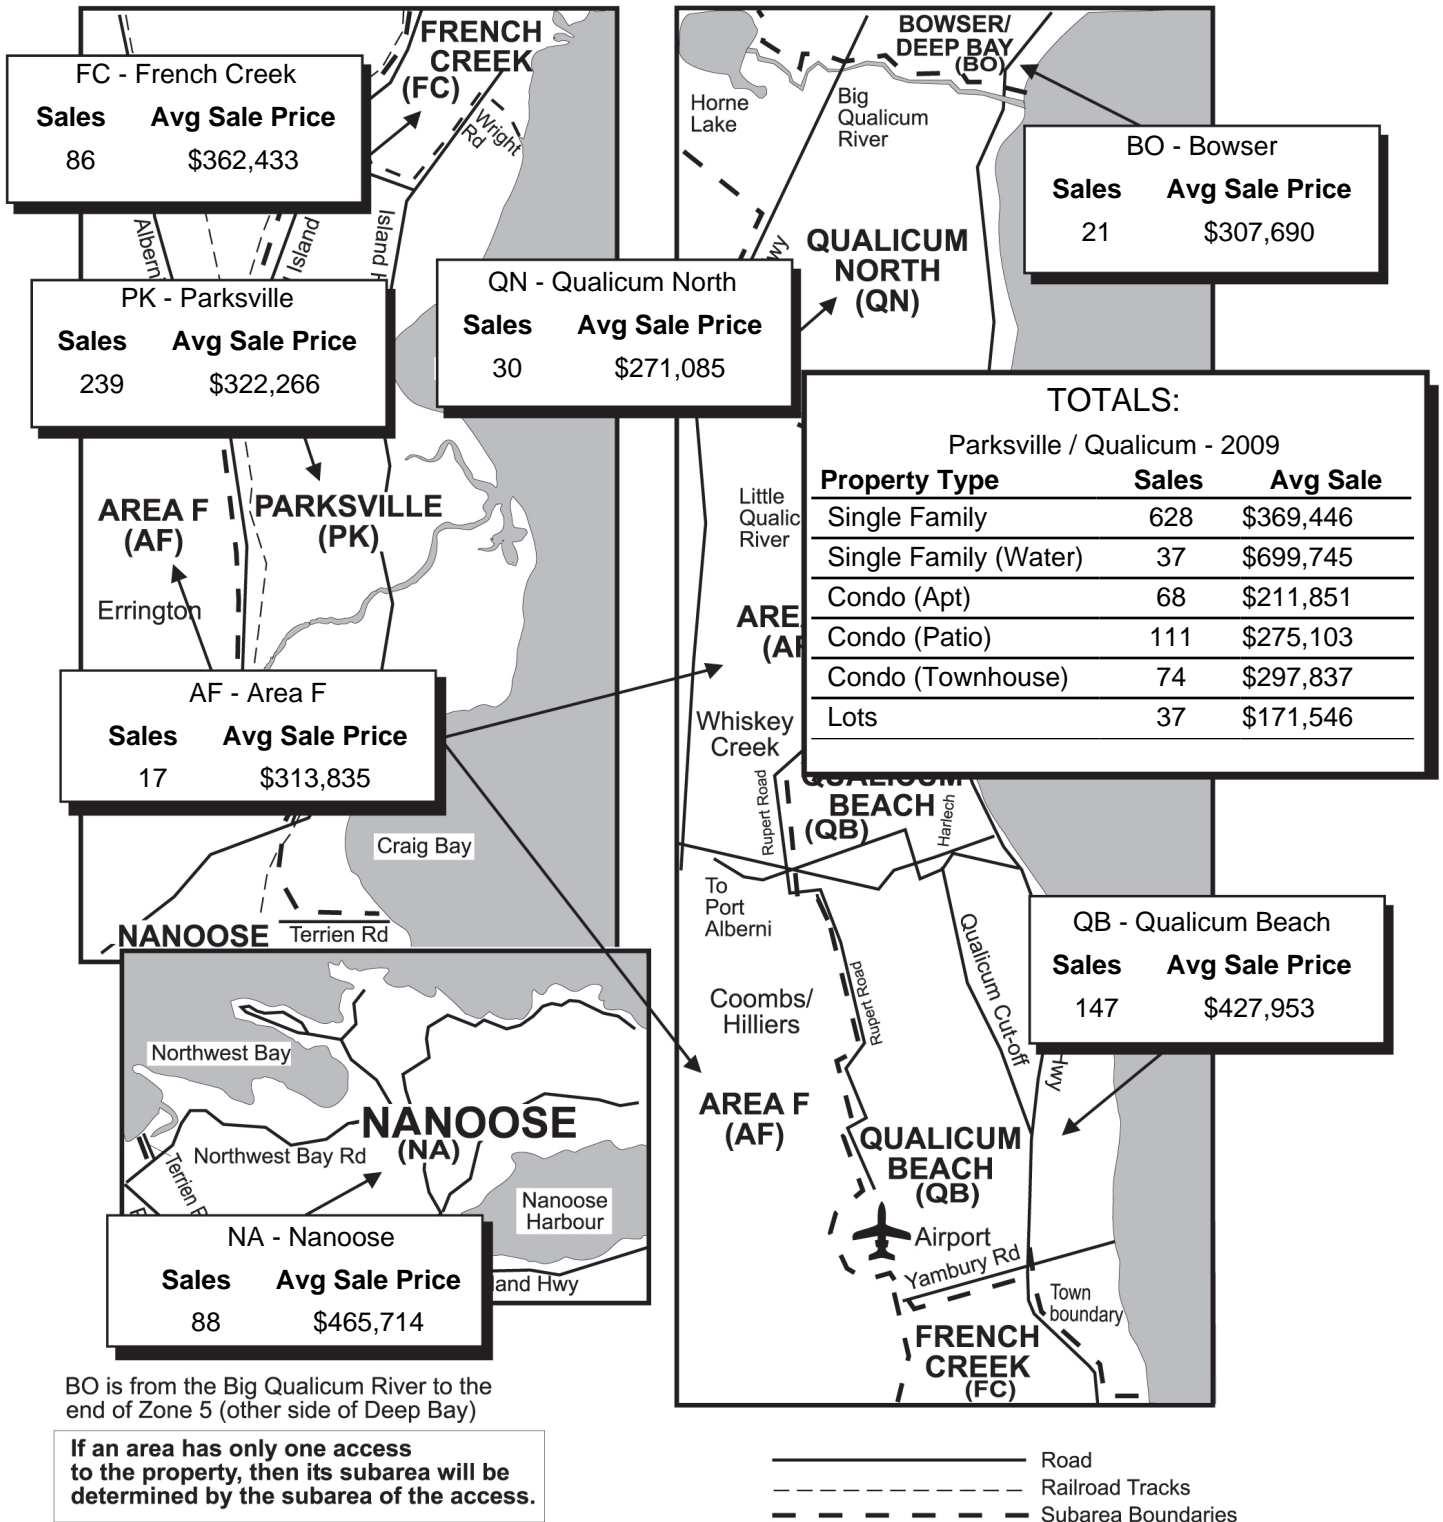 FRENCH
CREEK
(FC)
FC - French Creek
Sales Avg Sale Price
86 $362,433
Wright
Rd
Island
PK - Parksville
Sales Avg Sale Price
239 $322,266
AREA F
(AF)
PARKSVILLE
(PK)
Errington
AF - Area F
Sales Avg Sale Price
17 $313,835
Craig Bay
NANOOSE
Terrien Rd
Northwest Bay
NANOOSE
(NA)
Northwest Bay Rd
Nanoose
Harbour
NA - Nanoose
Sales Avg Sale Price
88 $465,714
BO is from the Big Qualicum River to the
end of Zone 5 (other side of Deep Bay)
If an area has only one access
to the property, then its subarea will be
determined by the subarea of the access.
BOWSER/
DEEP BAY
(BO)
Horne
Lake
Big
Qualicum
River
BO - Bowser
Sales Avg Sale Price
21 $307,690
QUALICUM
NORTH
(QN)
QN - Qualicum North
Sales Avg Sale Price
30 $271,085
TOTALS:
Parksville / Qualicum - 2009
Property Type Sales Avg Sale
Single Family 628 $369,446
Single Family (Water) 37 $699,745
Condo (Apt) 68 $211,851
Condo (Patio) 111 $275,103
Condo (Townhouse) 74 $297,837
Lots 37 $171,546
Little
River
Whiskey
Creek
Rupert Road
QUALICUM
BEACH
(QB)
Harlech
To
Port
Alberni
Qualicum Cut-off
QB - Qualicum Beach
Sales Avg Sale Price
147 $427,953
Hwy
Coombs/
Hilliers
Rupert Road
AREA F
(AF)
QUALICUM
BEACH
(QB)
Airport
Yambury Rd
Town
boundary
FRENCH
CREEK
(FC)
Road
Railroad Tracks
Subarea Boundaries